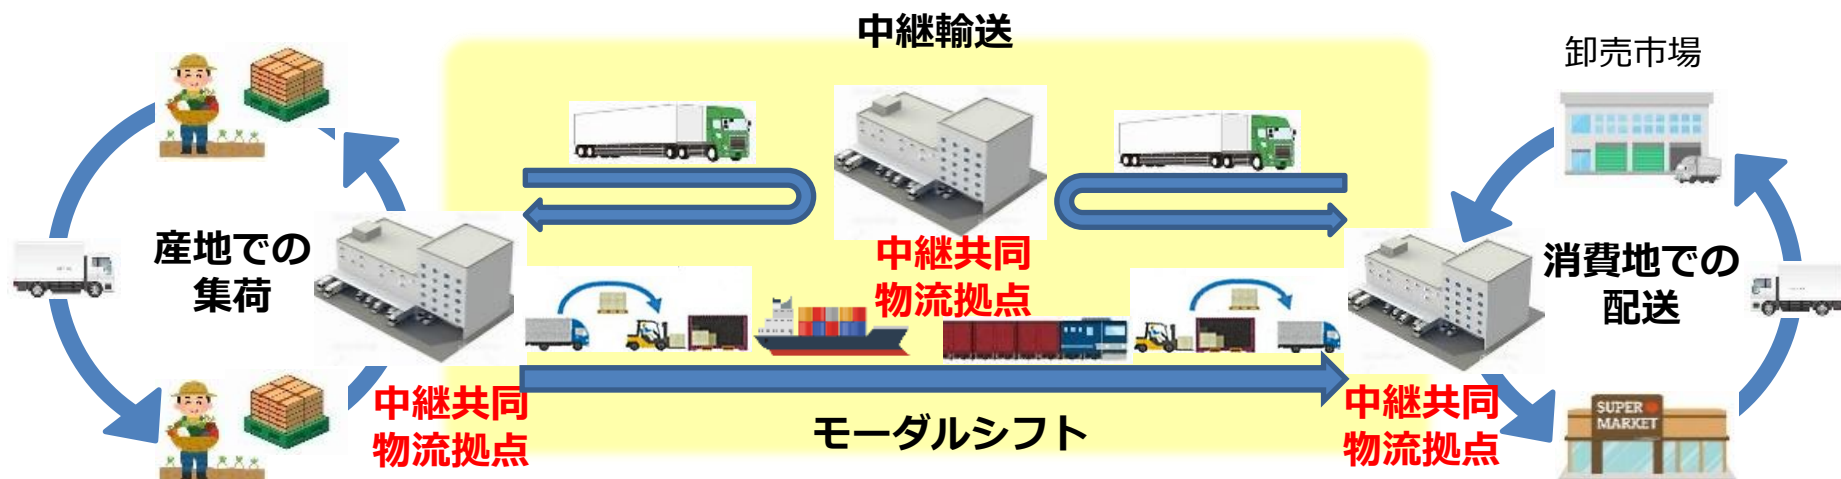 中継輸送
卸売市場
産地での
集荷
中継共同
物流拠点
消費地での
配送
中継共同
物流拠点
モーダルシフト
中継共同
物流拠点
SUPER
MARKET